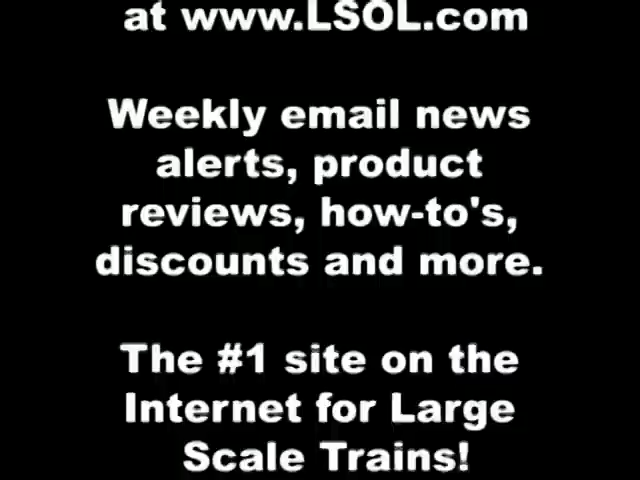 at www.LSOL.com
Weekly email news
alerts, product
reviews, how-to's,
discounts and more.
The #1 site on the
Internet for Large
Scale Trains!